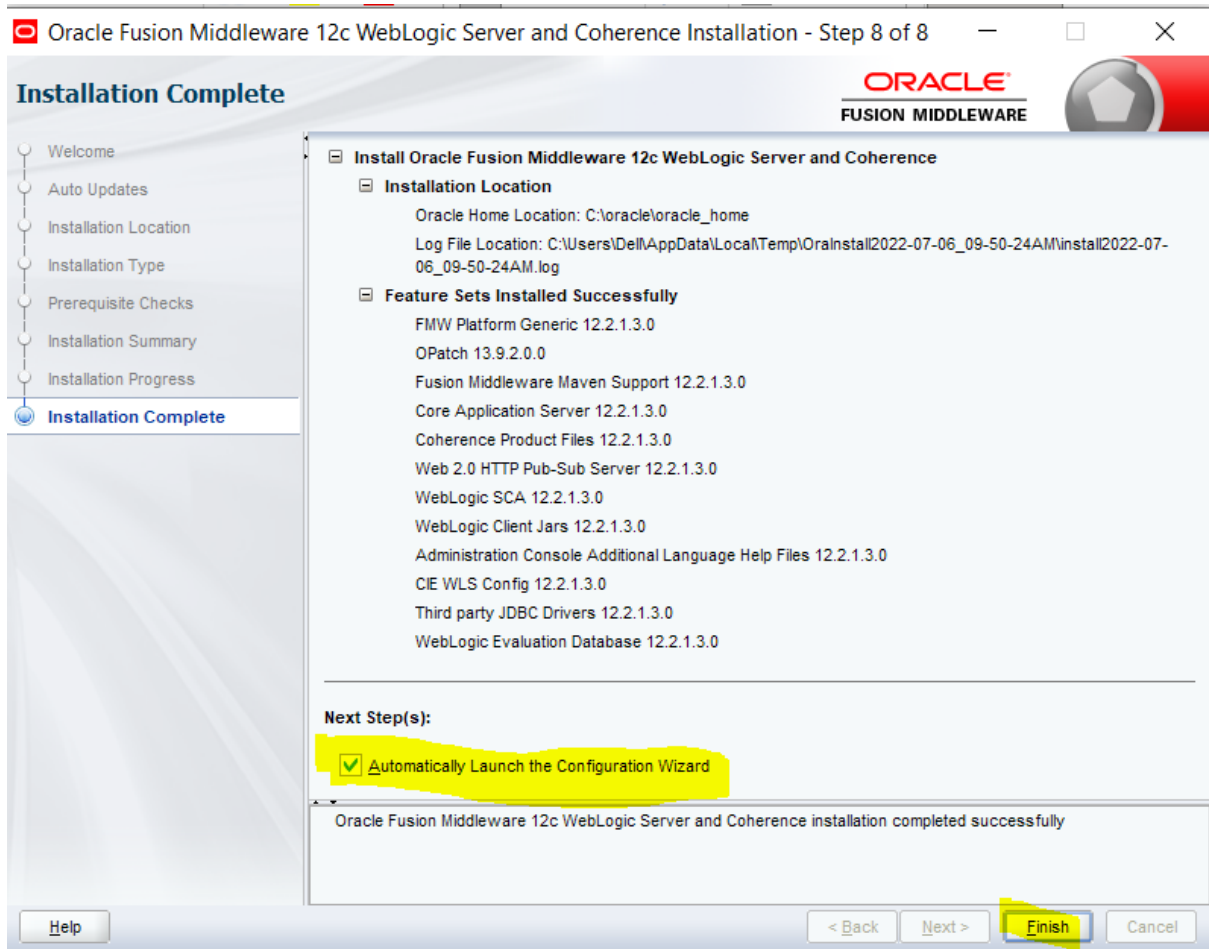 Oracle Fusion Middleware 12c WebLogic Server and Coherence Installation - Step 8 of 8
Installation Complete
ORACLE
FUSION MIDDLEWARE
Welcome
Auto Updates
Installation Location
Installation Type
Prerequisite Checks
Installation Summary
Installation Progress
Installation Complete
Install Oracle Fusion Middleware 12c WebLogic Server and Coherence
Installation Location
Oracle Home Location: C:\oracle\oracle_home
Log File Location: C:\Users\Dell\AppData\Local\Temp\OraInstall2022-07-06_09-50-24AM\install2022-07-
06_09-50-24AM.log
Feature Sets Installed Successfully
FMW Platform Generic 12.2.1.3.0
OPatch 13.9.2.0.0
Fusion Middleware Maven Support 12.2.1.3.0
Core Application Server 12.2.1.3.0
Coherence Product Files 12.2.1.3.0
Web 2.0 HTTP Pub-Sub Server 12.2.1.3.0
WebLogic SCA 12.2.1.3.0
WebLogic Client Jars 12.2.1.3.0
Administration Console Additional Language Help Files 12.2.1.3.0
CIE WLS Config 12.2.1.3.0
Third party JDBC Drivers 12.2.1.3.0
WebLogic Evaluation Database 12.2.1.3.0
Next Step(s):
Automatically Launch the Configuration Wizard
Oracle Fusion Middleware 12c WebLogic Server and Coherence installation completed successfully
Help
< Back
Next >
Finish
Cancel